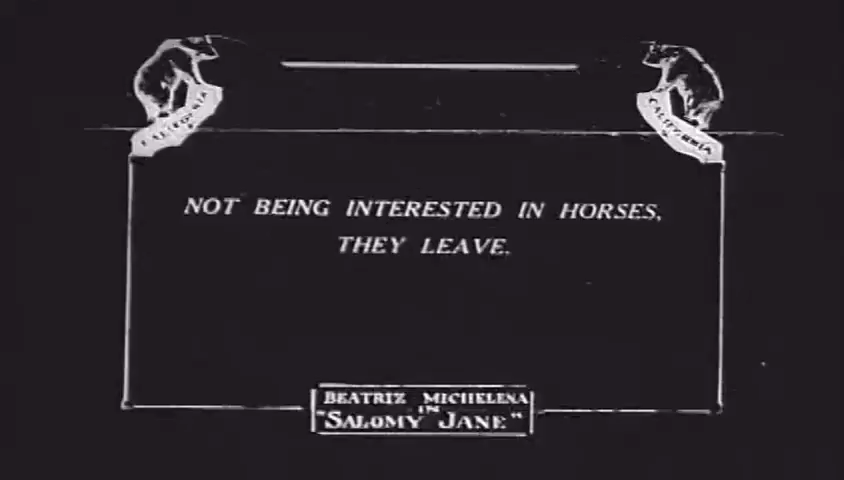 CALIFORNIA
CALIFORNIA
NOT BEING INTERESTED IN HORSES,
THEY LEAVE.
BEATRIZ MICHELENA
IN
"SALOMY JANE"